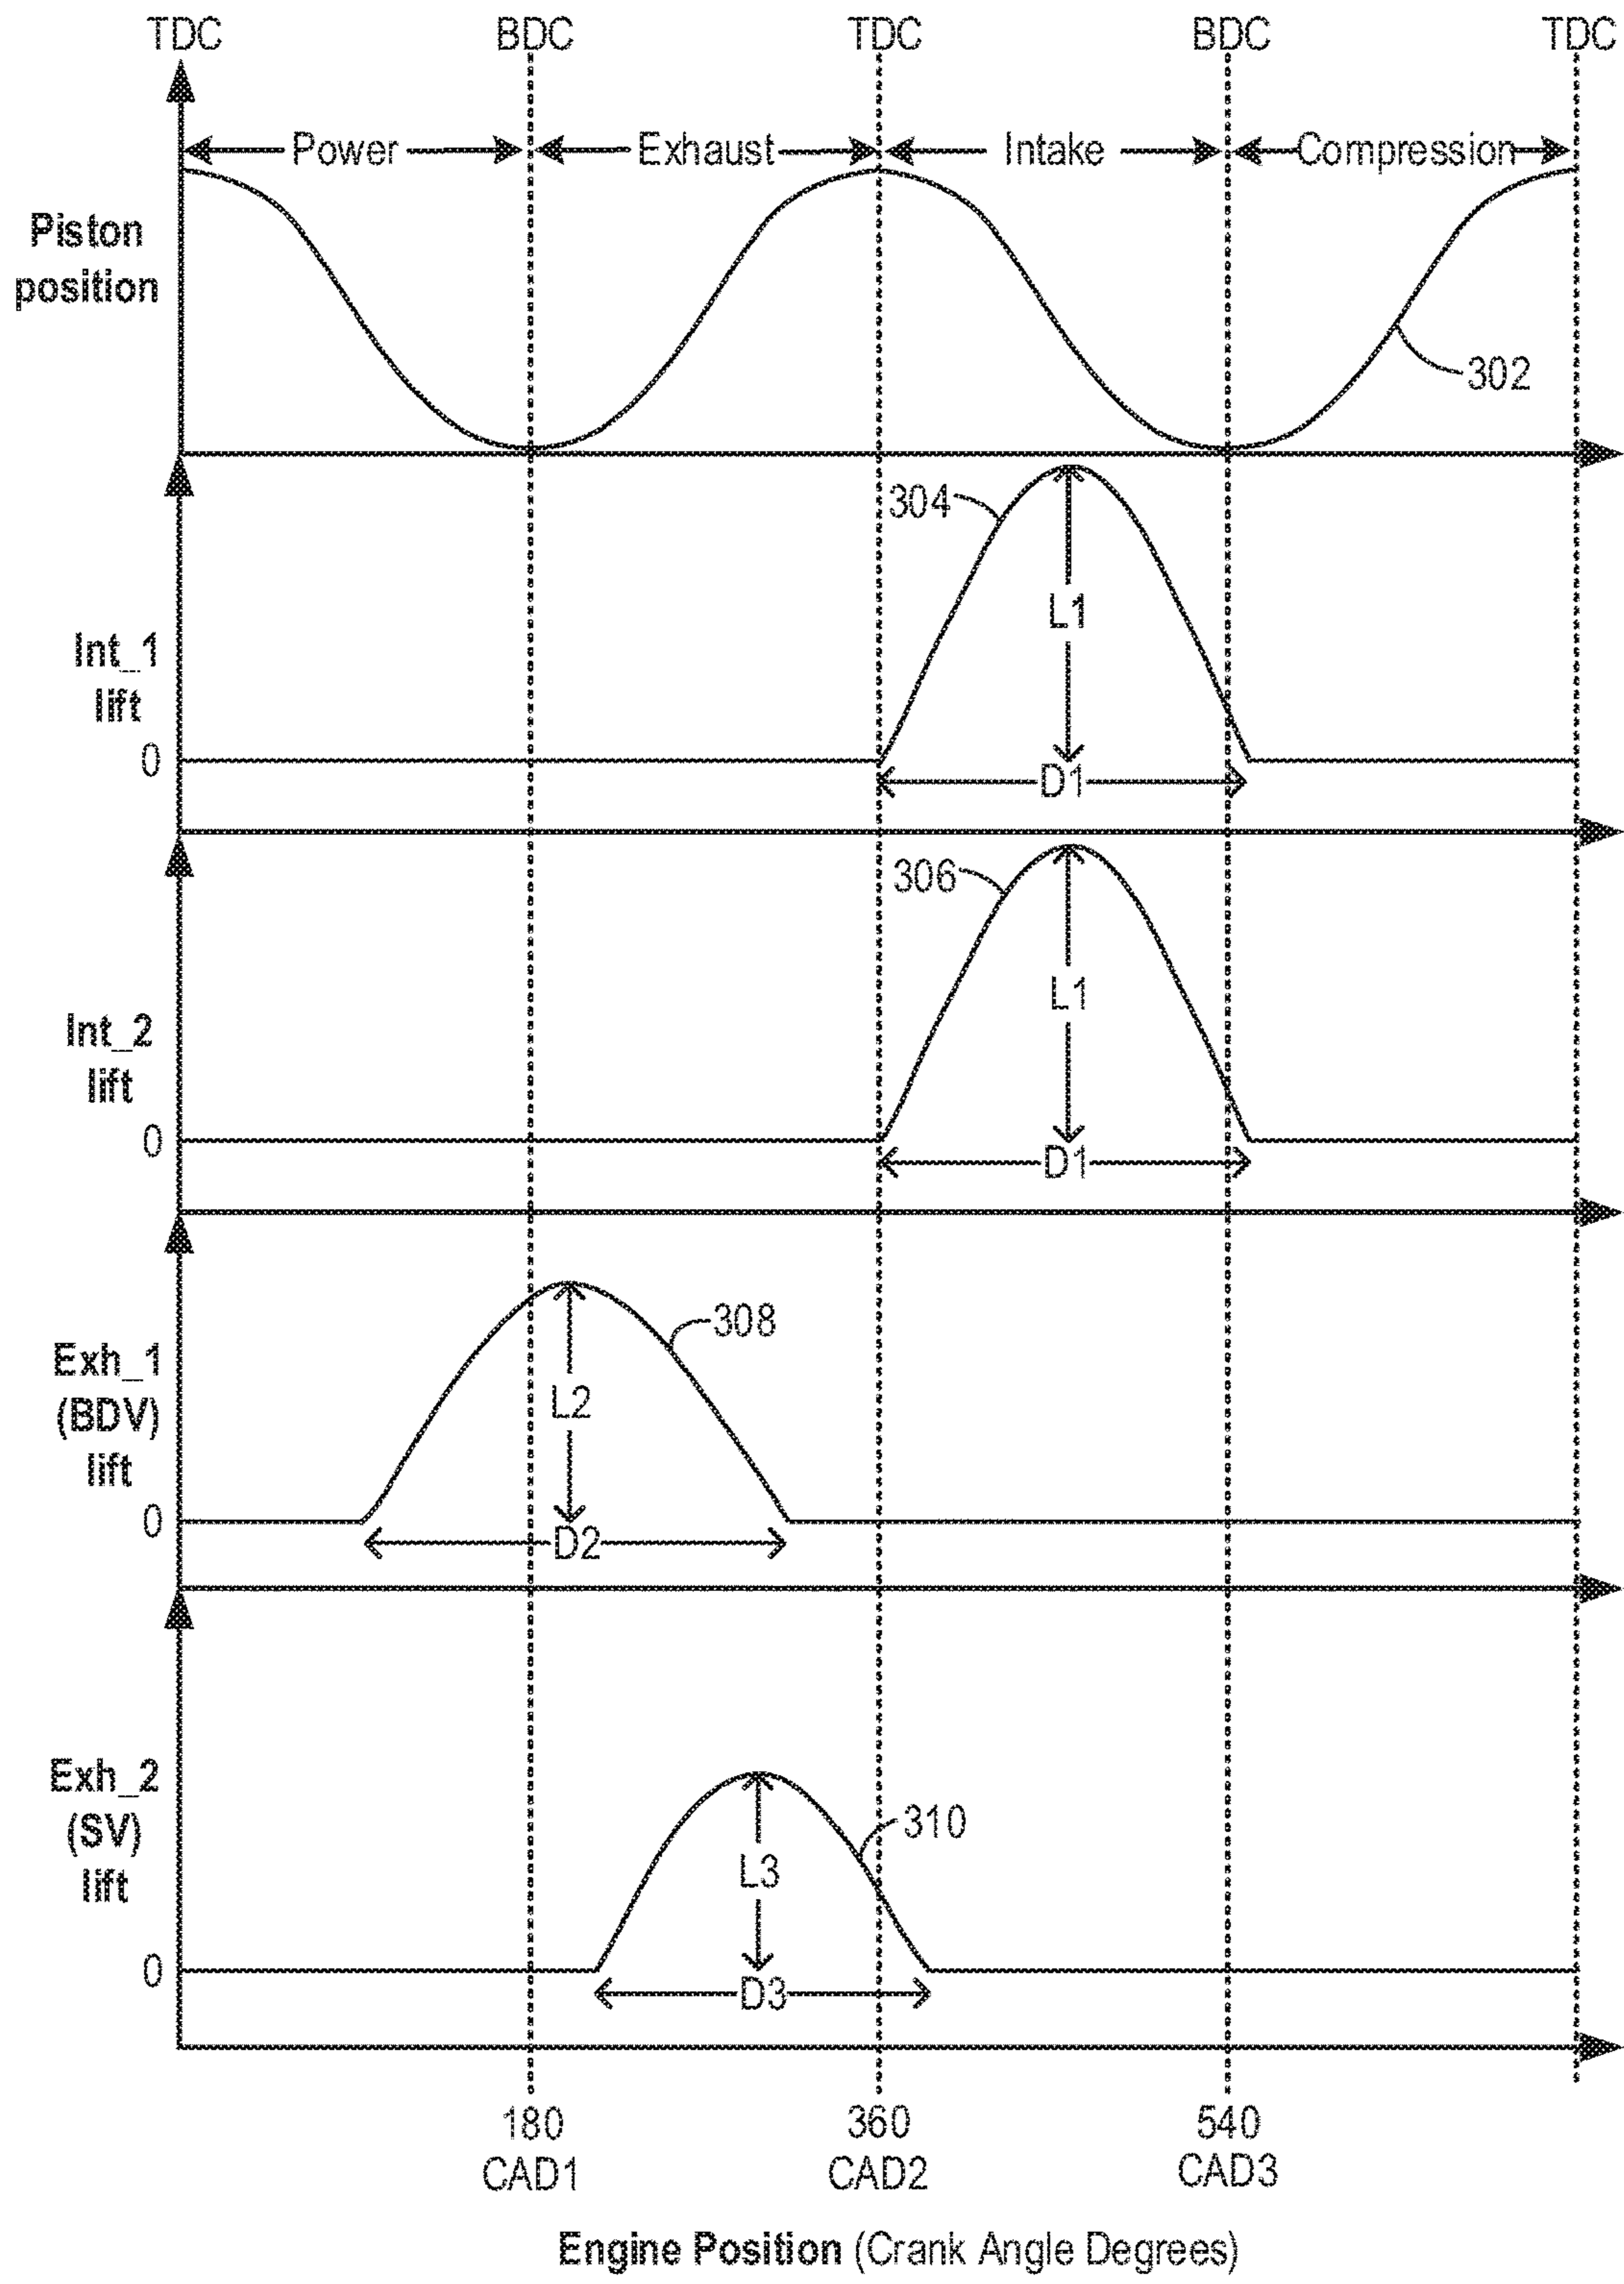 TDC BDC TDC BDC TDC
Power Exhaust Intake Compression
Piston
position
302
304
L1
Int_1
lift
0
D1
306
L1
Int_2
lift
0
D1
308
Exh_1
(BDV)
lift
L2
0
D2
Exh_2
(SV)
lift
310
L3
0
D3
180 360 540
CAD1 CAD2 CAD3
Engine Position (Crank Angle Degrees)